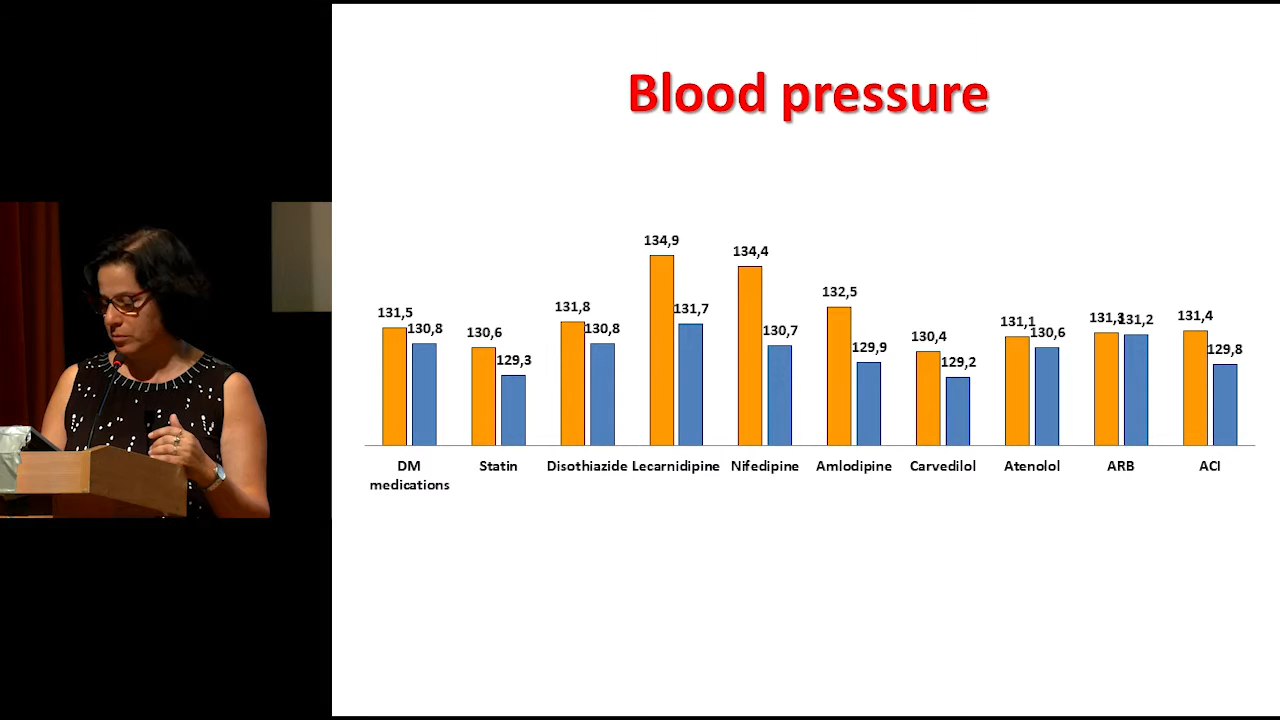 Blood pressure
134,9
134,4
132,5
131,5
130,8
130,6
129,3
131,8
130,8
131,7
130,7
129,9
130,4
129,2
131,1
130,6
131,2
131,4
129,8
DM medications
Statin
Disothiazide
Lecarnidipine
Nifedipine
Amlodipine
Carvedilol
Atenolol
ARB
ACI